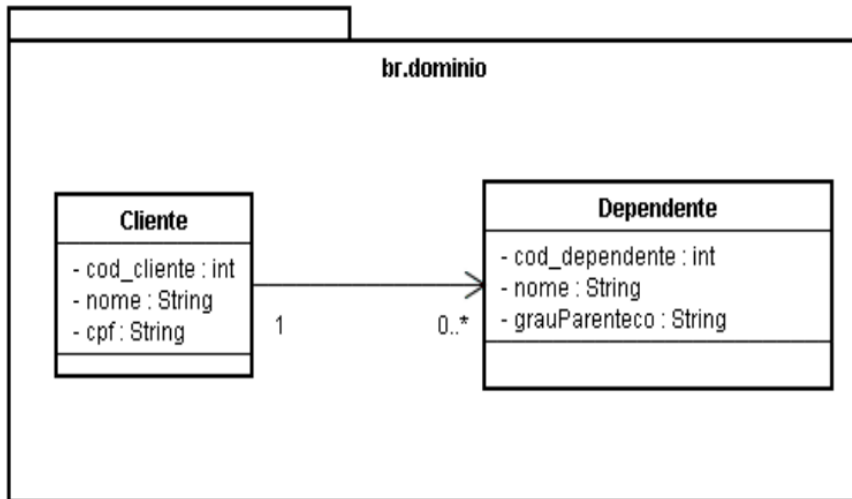 br.dominio
Cliente
- cod_cliente : int
- nome : String
- cpf : String
1
0..*
Dependente
- cod_dependente : int
- nome : String
- grauParenteco : String